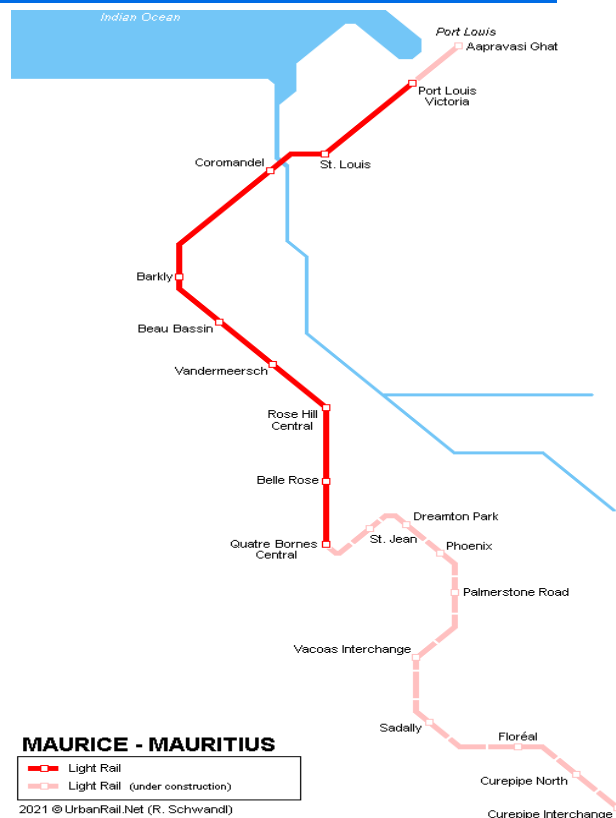 Indian Ocean
Port Louis
Aapravasi Ghat
Port Louis
Victoria
Coromandel
St. Louis
Barkly
Beau Bassin
Vandermeersch
Rose Hill
Central
Belle Rose
Quatre Bornes
Central
Dreamton Park
St. Jean
Phoenix
Palmerstone Road
Vacoas Interchange
Sadally
Floréal
Curepipe North
Curepipe Interchange
MAURICE - MAURITIUS
Light Rail
Light Rail (under construction)
2021 © UrbanRail.Net (R. Schwandl)